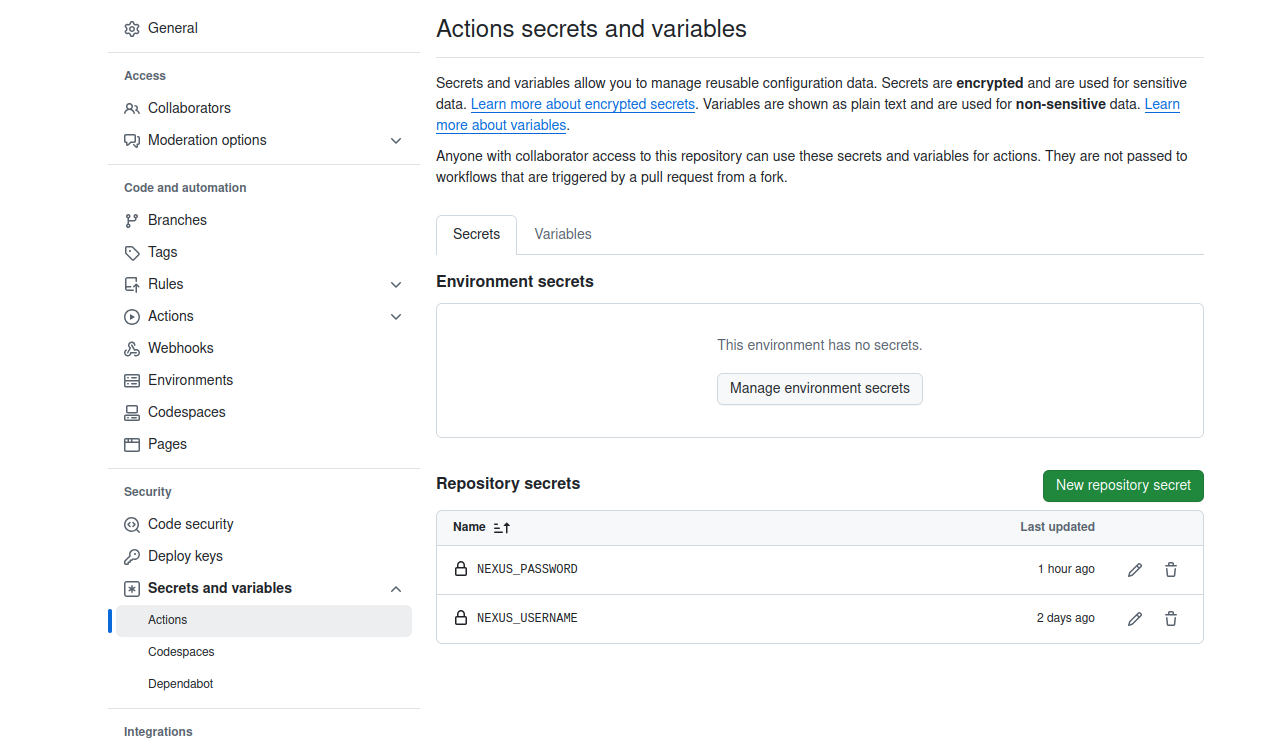 General
Access
Collaborators
Moderation options
Code and automation
Branches
Tags
Rules
Actions
Webhooks
Environments
Codespaces
Pages
Security
Code security
Deploy keys
Secrets and variables
Actions
Codespaces
Dependabot
Integrations
Actions secrets and variables
Secrets and variables allow you to manage reusable configuration data. Secrets are encrypted and are used for sensitive
data. Learn more about encrypted secrets. Variables are shown as plain text and are used for non-sensitive data. Learn
more about variables.
Anyone with collaborator access to this repository can use these secrets and variables for actions. They are not passed to
workflows that are triggered by a pull request from a fork.
Secrets Variables
Environment secrets
This environment has no secrets.
Manage environment secrets
Repository secrets New repository secret
Name Last updated
NEXUS_PASSWORD 1 hour ago
NEXUS_USERNAME 2 days ago